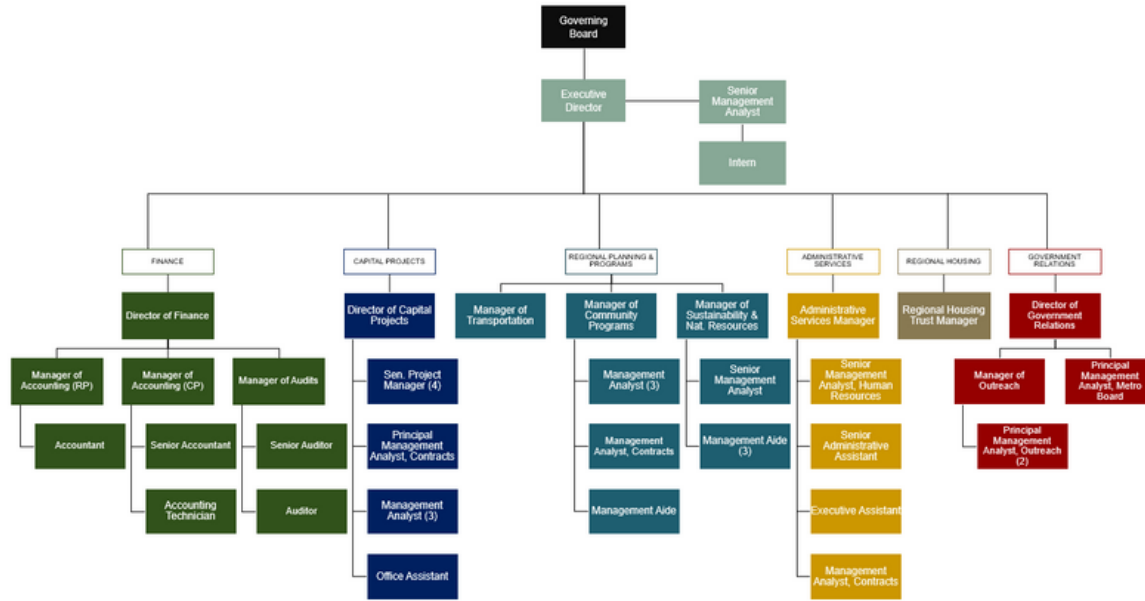 Governing
Board
Executive
Director
Senior
Management
Analyst
Intern
FINANCE
CAPITAL PROJECTS
REGIONAL PLANNING &
PROGRAMS
ADMINISTRATIVE
SERVICES
REGIONAL HOUSING
GOVERNMENT
RELATIONS
Director of Finance
Director of Capital
Projects
Manager of
Transportation
Manager of
Community
Programs
Manager of
Sustainability &
Nat. Resources
Administrative
Services Manager
Regional Housing
Trust Manager
Director of
Government
Relations
Manager of
Accounting (RP)
Manager of
Accounting (CP)
Manager of Audits
Sen. Project
Manager (4)
Management
Analyst (3)
Senior
Management
Analyst
Senior
Management
Analyst, Human
Resources
Manager of
Outreach
Principal
Management
Analyst, Metro
Board
Accountant
Senior Accountant
Senior Auditor
Principal
Management
Analyst, Contracts
Management
Analyst, Contracts
Management Aide
(3)
Senior
Administrative
Assistant
Principal
Management
Analyst, Outreach
(2)
Accounting
Technician
Auditor
Management
Analyst (3)
Management Aide
Executive Assistant
Office Assistant
Management
Analyst, Contracts